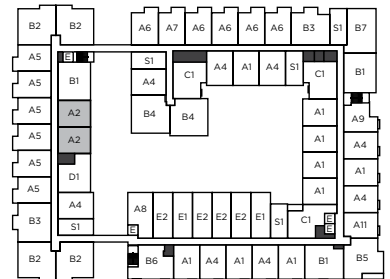 B2 B2 A6 A7 A6 A6 A6 A6 B3 S1 B7
A5 E S1 A4 A1 A4 S1
B1 A4 C1 C1 B1
A5
A5 A2 B4 B4 A1 A9
A5 A2 A1 A4
A5 D1 A1 A1
A5 A4 A1 A4
B3 S1 A8 E2 E1 E2 E2 E1 S1 C1 A11
E E
E
B2 B2 B6 A1 A4 A4 A1 A1 B1 B5